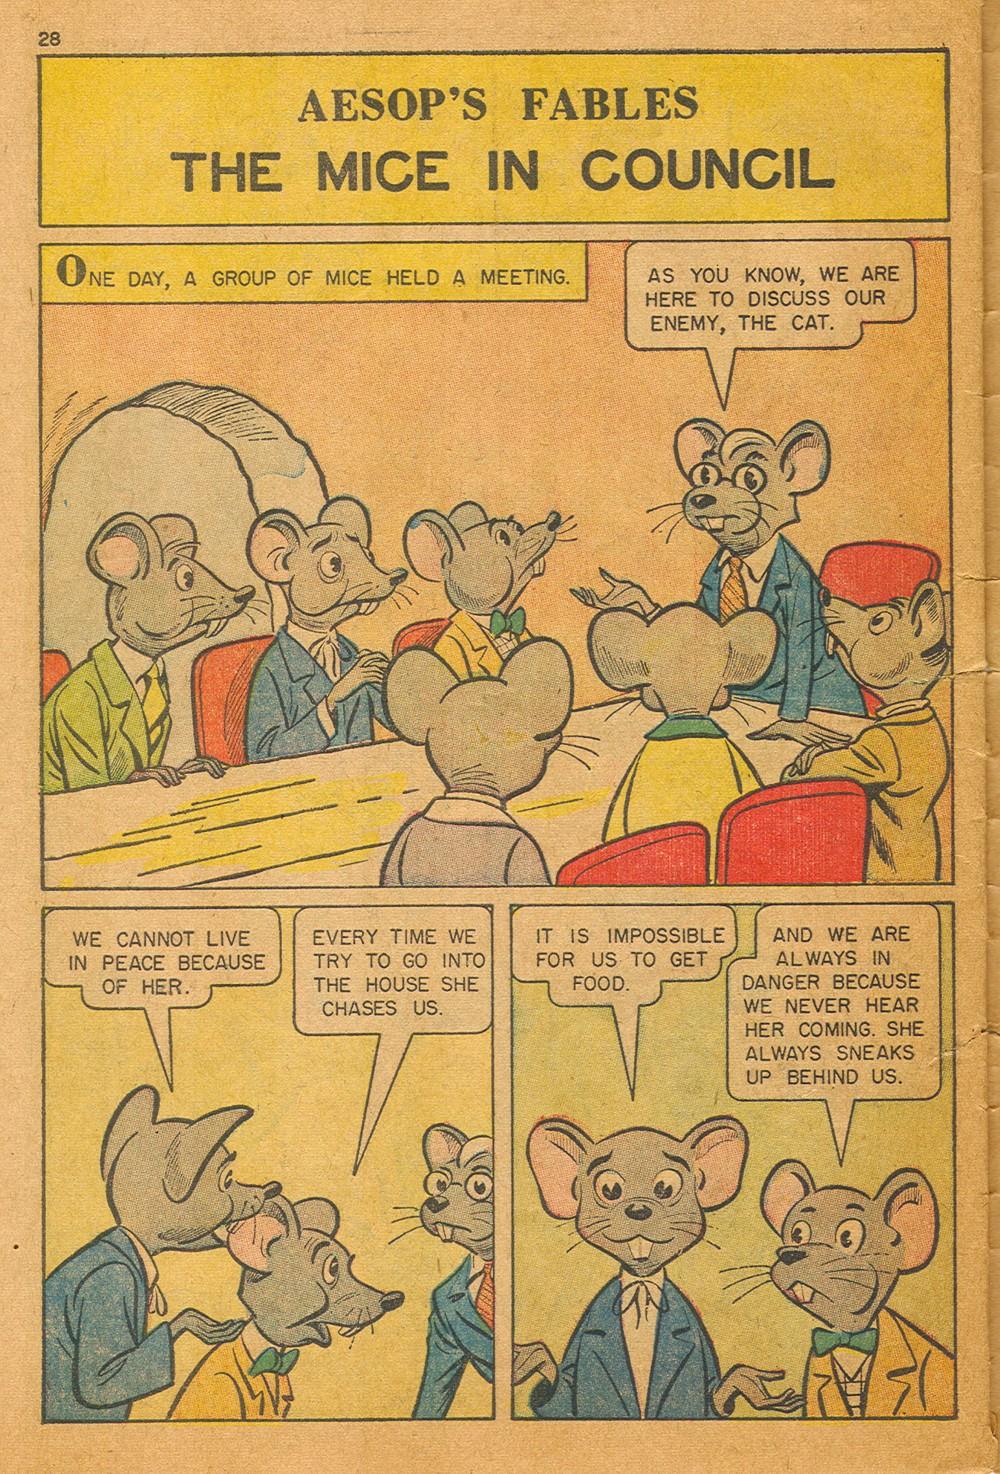 28
AESOP'S FABLES
THE MICE IN COUNCIL
ONE DAY, A GROUP OF MICE HELD A MEETING.
AS YOU KNOW, WE ARE
HERE TO DISCUSS OUR
ENEMY, THE CAT.
WE CANNOT LIVE
IN PEACE BECAUSE
OF HER.
EVERY TIME WE
TRY TO GO INTO
THE HOUSE SHE
CHASES US.
IT IS IMPOSSIBLE
FOR US TO GET
FOOD.
AND WE ARE
ALWAYS IN
DANGER BECAUSE
WE NEVER HEAR
HER COMING. SHE
ALWAYS SNEAKS
UP BEHIND US.